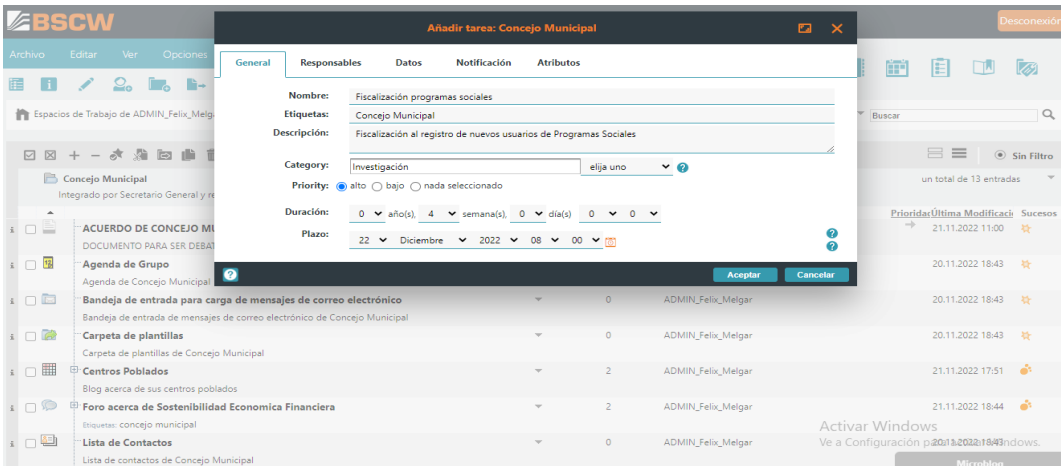 BSCW
Desconexión
Archivo Editar Ver Opciones
Añadir tarea: Concejo Municipal
General Responsables Datos Notificación Atributos
Nombre: Fiscalización programas sociales
Etiquetas: Concejo Municipal
Descripción: Fiscalización al registro de nuevos usuarios de Programas Sociales
Category: Investigación elija uno
Priority: alto bajo nada seleccionado
Duración: 0 año(s), 4 semana(s), 0 día(s) 0 0
Plazo: 22 Diciembre 2022 08 00
Aceptar Cancelar
Espacios de Trabajo de ADMIN_Felix_Melg
Buscar
Sin Filtro
Concejo Municipal
un total de 13 entradas
Integrado por Secretario General y re
Prioridad Última Modificaci Sucesos
ACUERDO DE CONCEJO MU 21.11.2022 11:00
DOCUMENTO PARA SER DEBAT
Agenda de Grupo 20.11.2022 18:43
Agenda de Concejo Municipal
Bandeja de entrada para carga de mensajes de correo electrónico 0 ADMIN_Felix_Melgar 20.11.2022 18:43
Bandeja de entrada de mensajes de correo electrónico de Concejo Municipal
Carpeta de plantillas 0 ADMIN_Felix_Melgar 20.11.2022 18:43
Carpeta de plantillas de Concejo Municipal
Centros Poblados 2 ADMIN_Felix_Melgar 21.11.2022 17:51
Blog acerca de sus centros poblados
Foro acerca de Sostenibilidad Economica Financiera 2 ADMIN_Felix_Melgar 21.11.2022 18:44
Etiquetas: concejo municipal
Activar Windows
Lista de Contactos 0 ADMIN_Felix_Melgar 20.11.2022 18:43
Ve a Configuración para activar Windows.
Lista de contactos de Concejo Municipal
Microblog